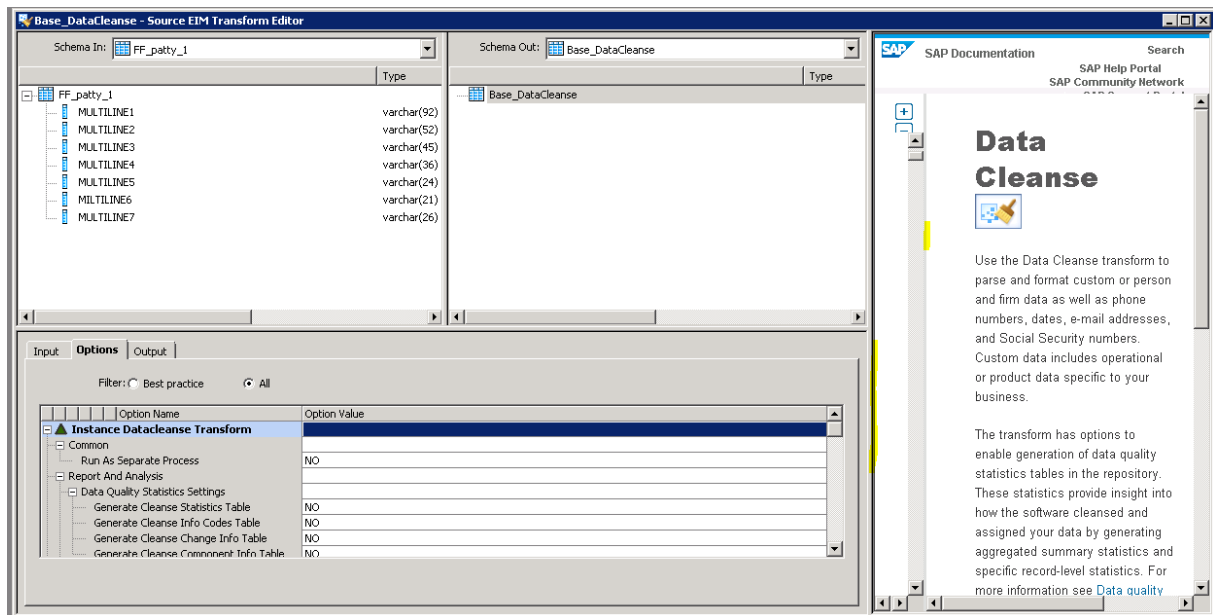 Base_DataCleanse - Source EIM Transform Editor
Schema In: FF_patty_1
Type
FF_patty_1
MULTILINE1 varchar(92)
MULTILINE2 varchar(52)
MULTILINE3 varchar(45)
MULTILINE4 varchar(36)
MULTILINE5 varchar(24)
MILTILINE6 varchar(21)
MULTILINE7 varchar(26)
Schema Out: Base_DataCleanse
Type
Base_DataCleanse
Input Options Output
Filter: Best practice All
Option Name Option Value
Instance Datacleanse Transform
Common
Run As Separate Process NO
Report And Analysis
Data Quality Statistics Settings
Generate Cleanse Statistics Table NO
Generate Cleanse Info Codes Table NO
Generate Cleanse Change Info Table NO
Generate Cleanse Component Info Table NO
SAP SAP Documentation Search
SAP Help Portal
SAP Community Network
Data
Cleanse
Use the Data Cleanse transform to
parse and format custom or person
and firm data as well as phone
numbers, dates, e-mail addresses,
and Social Security numbers.
Custom data includes operational
or product data specific to your
business.
The transform has options to
enable generation of data quality
statistics tables in the repository.
These statistics provide insight into
how the software cleansed and
assigned your data by generating
aggregated summary statistics and
specific record-level statistics. For
more information see Data quality